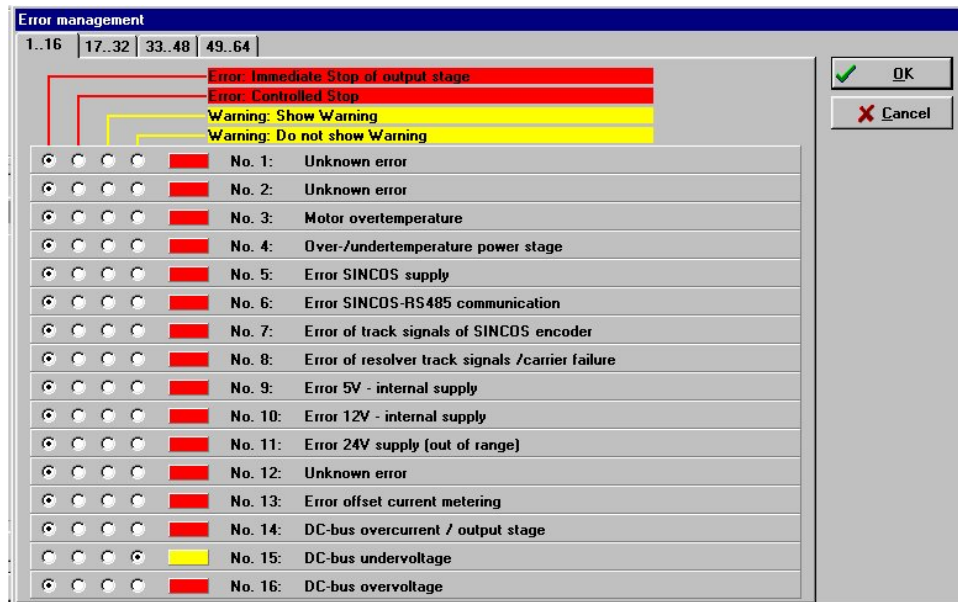 Error management
1..16
17..32
33..48
49..64
OK
Cancel
Error: Immediate Stop of output stage
Error: Controlled Stop
Warning: Show Warning
Warning: Do not show Warning
No. 1: Unknown error
No. 2: Unknown error
No. 3: Motor overtemperature
No. 4: Over-/undertemperature power stage
No. 5: Error SINCOS supply
No. 6: Error SINCOS-RS485 communication
No. 7: Error of track signals of SINCOS encoder
No. 8: Error of resolver track signals /carrier failure
No. 9: Error 5V - internal supply
No. 10: Error 12V - internal supply
No. 11: Error 24V supply (out of range)
No. 12: Unknown error
No. 13: Error offset current metering
No. 14: DC-bus overcurrent / output stage
No. 15: DC-bus undervoltage
No. 16: DC-bus overvoltage